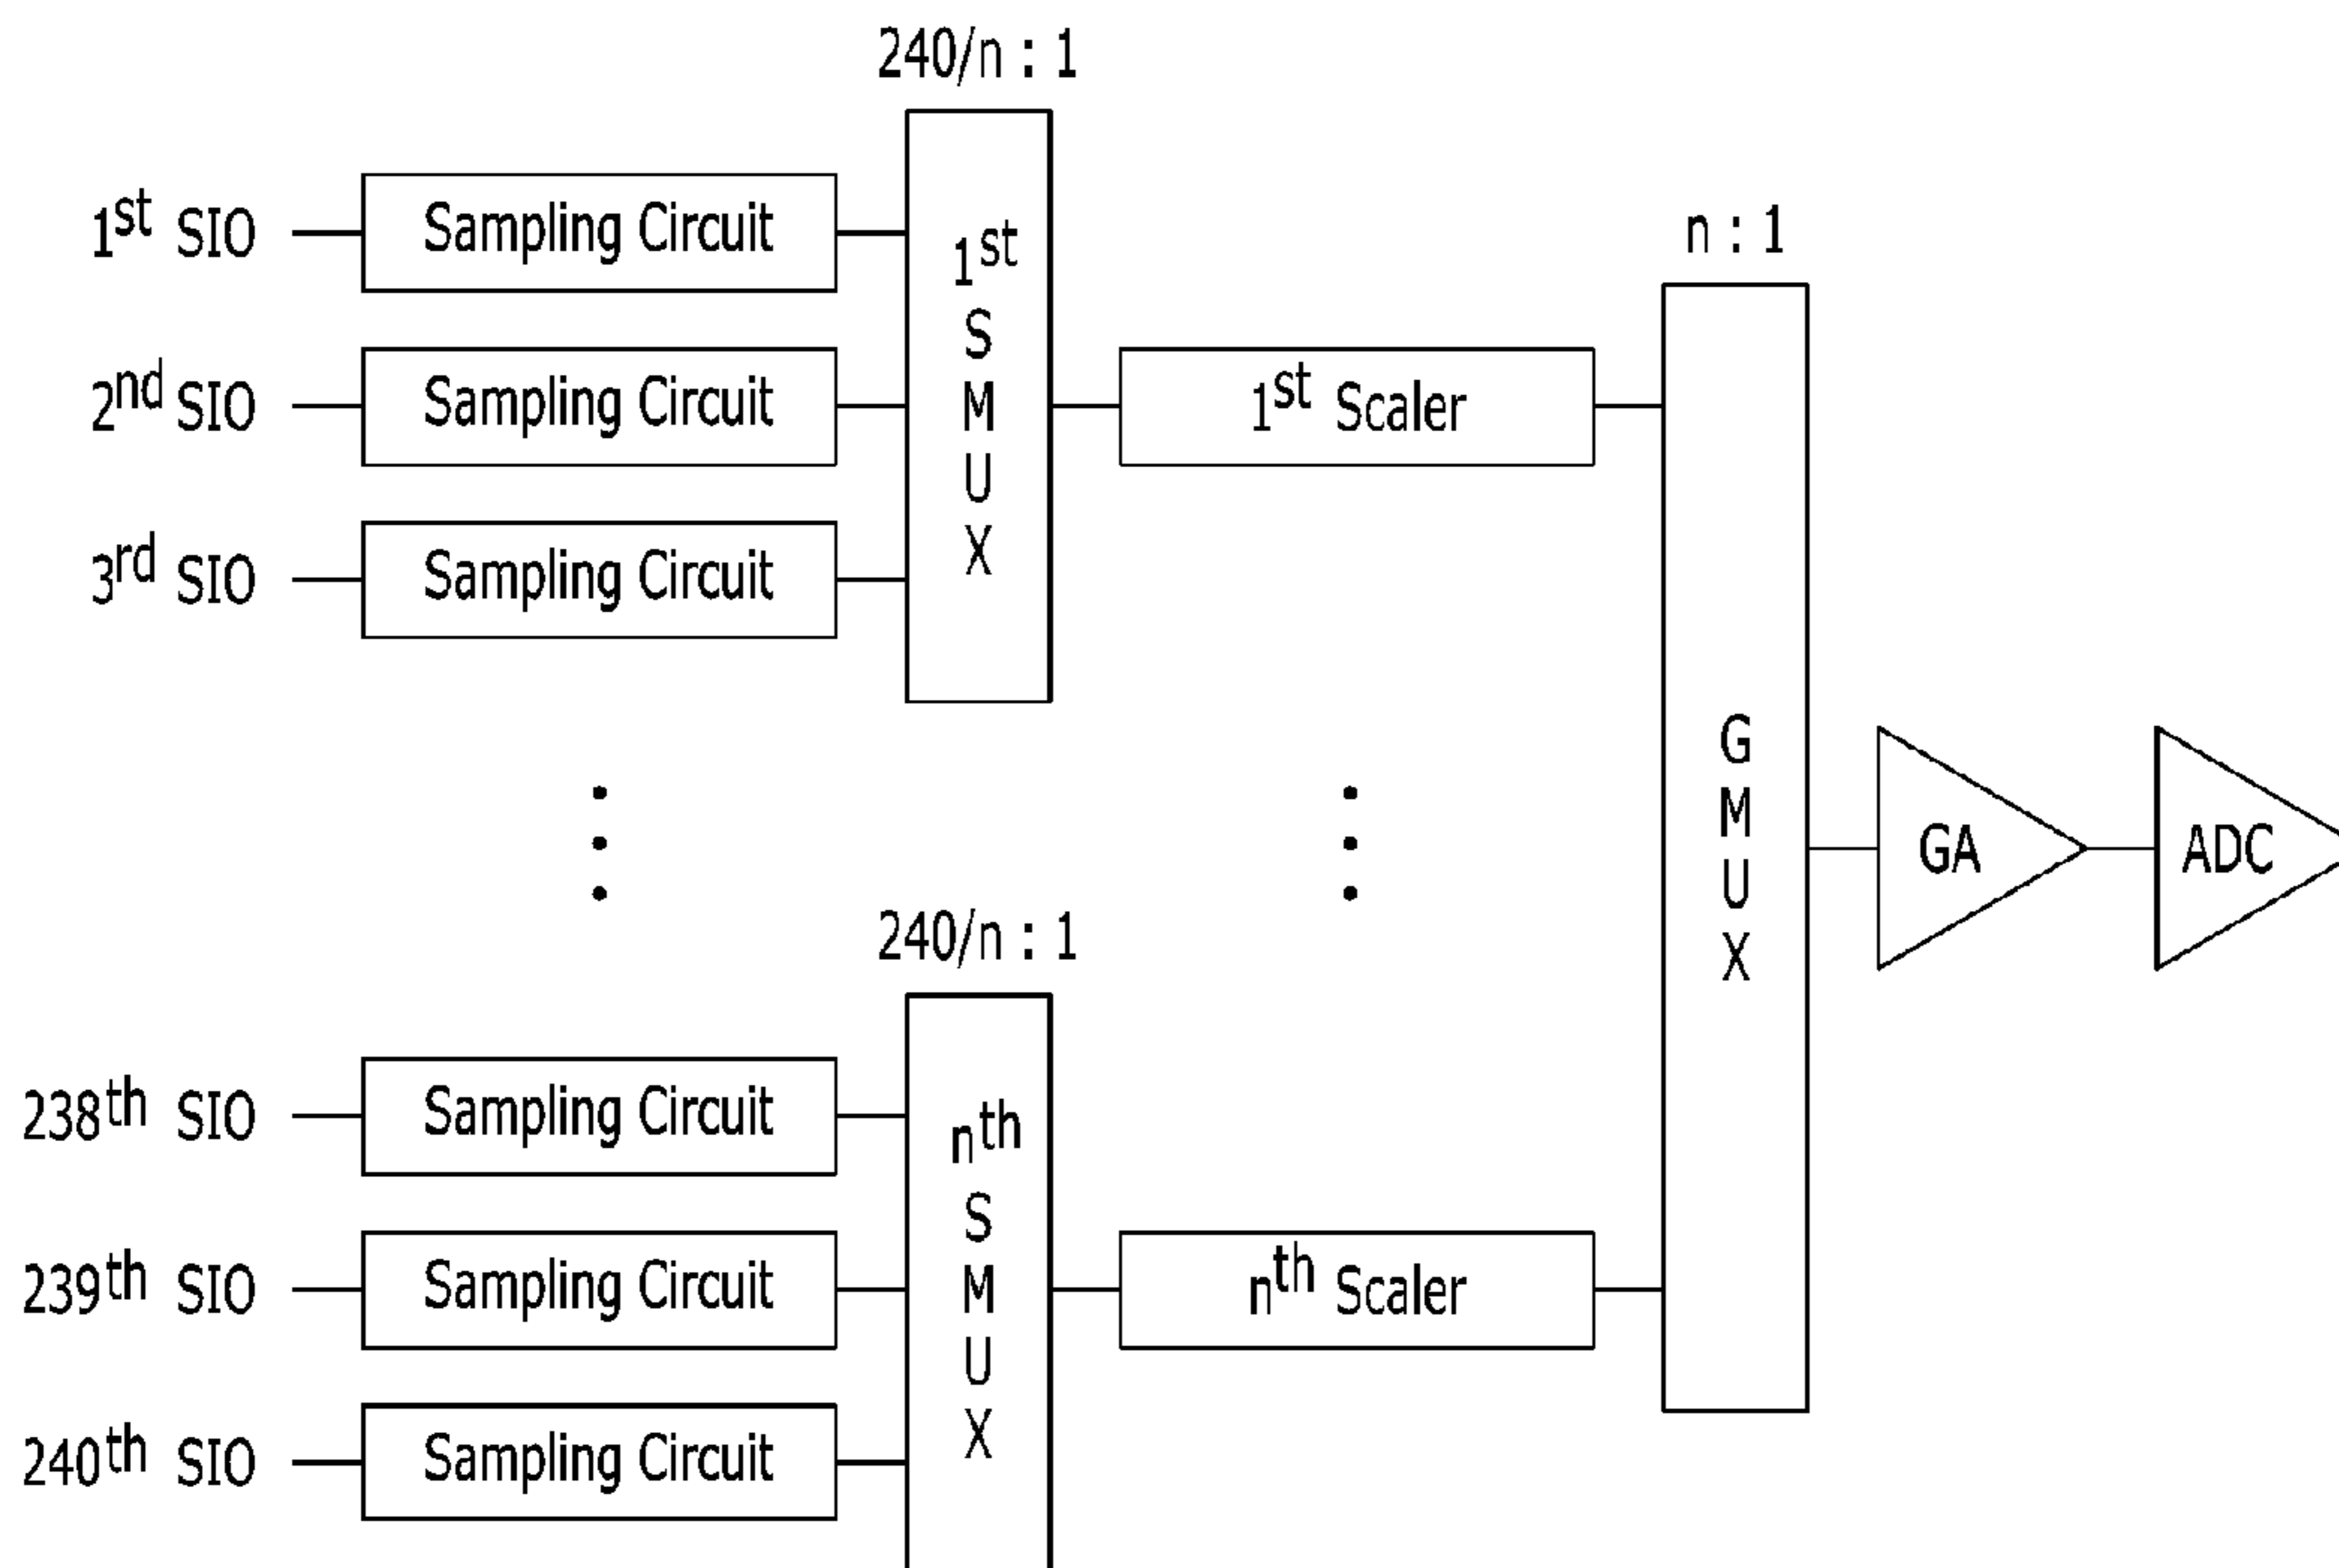 240/n : 1
1st SIO
Sampling Circuit
1st
S
M
U
X
n : 1
2nd SIO
Sampling Circuit
1st Scaler
3rd SIO
Sampling Circuit
G
M
U
X
GA
ADC
240/n : 1
238th SIO
Sampling Circuit
nth
S
M
U
X
239th SIO
Sampling Circuit
nth Scaler
240th SIO
Sampling Circuit